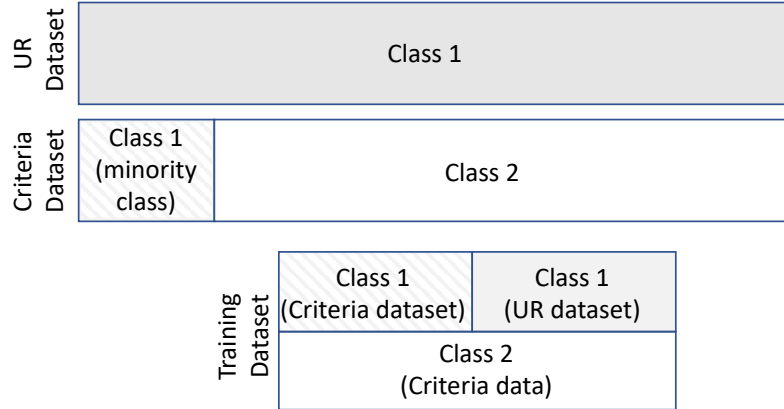 UR
Dataset
Class 1
Criteria
Dataset
Class 1
(minority
class)
Class 2
Training
Dataset
Class 1
(Criteria dataset)
Class 1
(UR dataset)
Class 2
(Criteria data)